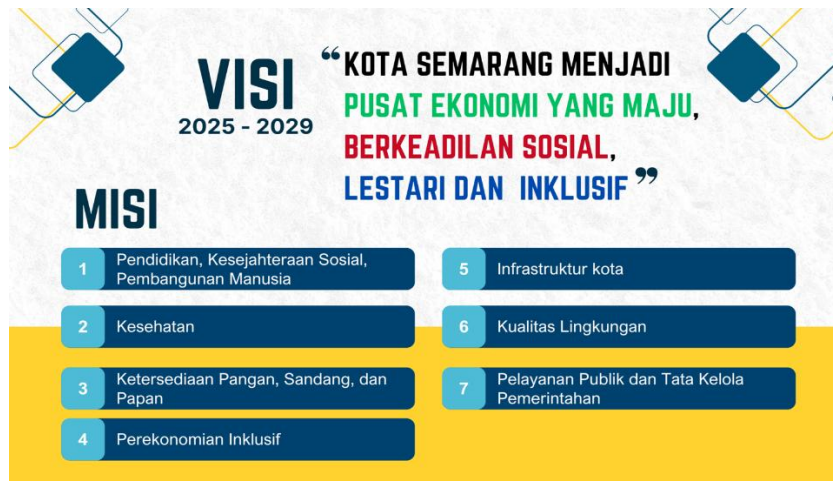 VISI
2025 - 2029
“KOTA SEMARANG MENJADI
PUSAT EKONOMI YANG MAJU,
BERKEADILAN SOSIAL,
LESTARI DAN INKLUSIF”
MISI
1
Pendidikan, Kesejahteraan Sosial,
Pembangunan Manusia
2
Kesehatan
3
Ketersediaan Pangan, Sandang, dan
Papan
4
Perekonomian Inklusif
5
Infrastruktur kota
6
Kualitas Lingkungan
7
Pelayanan Publik dan Tata Kelola
Pemerintahan